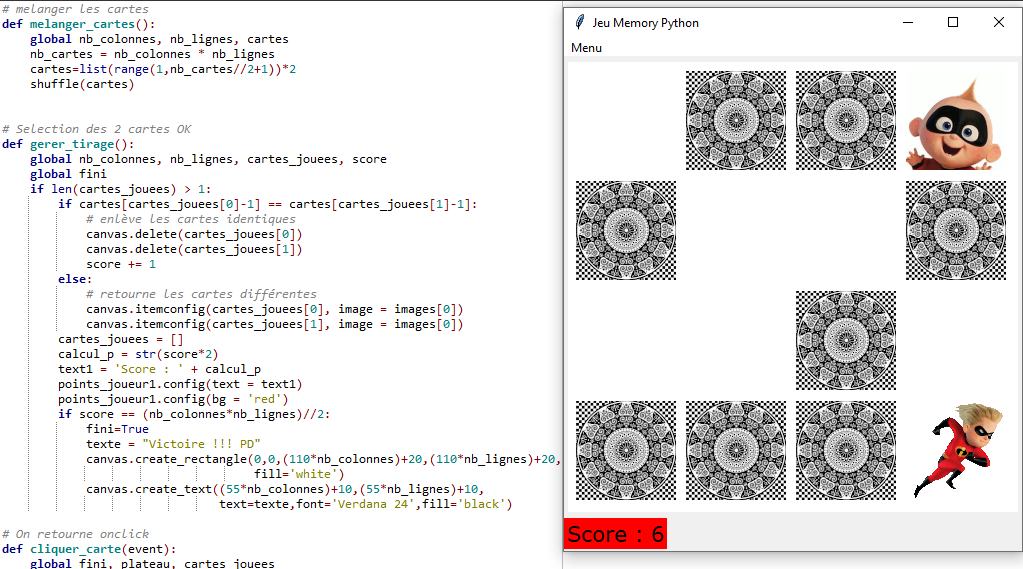 # melanger les cartes
def melanger_cartes():
    global nb_colonnes, nb_lignes, cartes
    nb_cartes = nb_colonnes * nb_lignes
    cartes=list(range(1,nb_cartes//2+1))*2
    shuffle(cartes)
# Selection des 2 cartes OK
def gerer_tirage():
    global nb_colonnes, nb_lignes, cartes_jouees, score
    global fini
    if len(cartes_jouees) > 1:
        if cartes[cartes_jouees[0]-1] == cartes[cartes_jouees[1]-1]:
            # enlève les cartes identiques
            canvas.delete(cartes_jouees[0])
            canvas.delete(cartes_jouees[1])
            score += 1
        else:
            # retourne les cartes différentes
            canvas.itemconfig(cartes_jouees[0], image = images[0])
            canvas.itemconfig(cartes_jouees[1], image = images[0])
        cartes_jouees = []
        calcul_p = str(score*2)
        text1 = 'Score : ' + calcul_p
        points_joueur1.config(text = text1)
        points_joueur1.config(bg = 'red')
        if score == (nb_colonnes*nb_lignes)//2:
            fini=True
            texte = "Victoire !!! PD"
            canvas.create_rectangle(0,0,(110*nb_colonnes)+20,(110*nb_lignes)+20,
                                    fill='white')
            canvas.create_text((55*nb_colonnes)+10,(55*nb_lignes)+10,
                               text=texte,font='Verdana 24',fill='black')
# On retourne onclick
def cliquer_carte(event):
    global fini, plateau, cartes_jouees
Jeu Memory Python
Menu
Score : 6